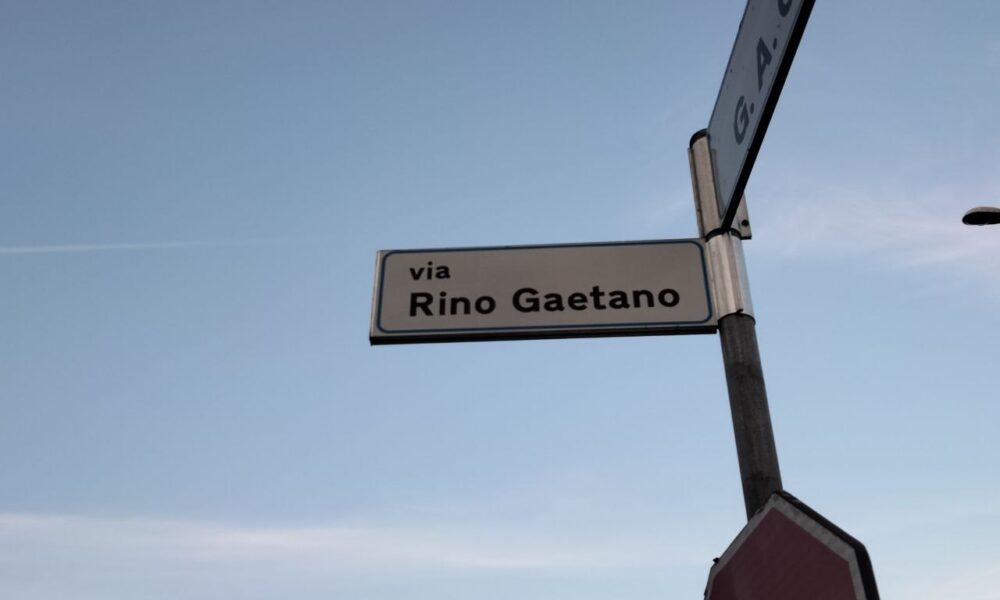 via
Rino Gaetano
G. A.